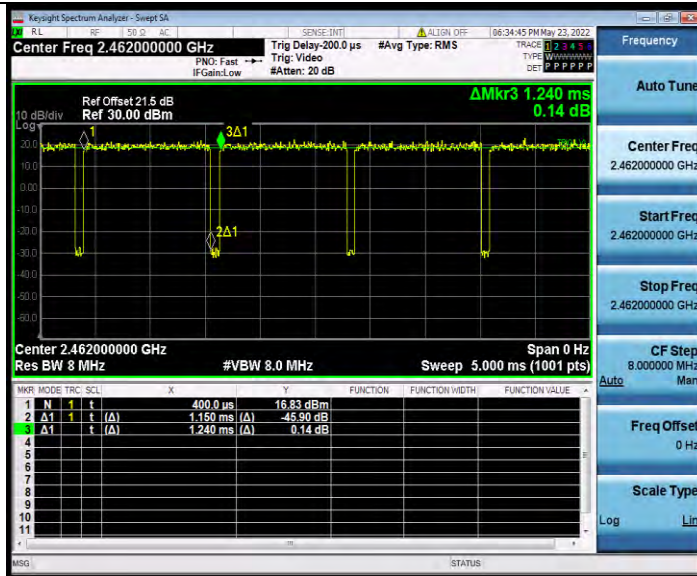 Keysight Spectrum Analyzer - Swept SA
RL RF 50 Ω AC SENSE:INT ALIGN OFF 06:34:45 PM May 23, 2022
Center Freq 2.462000000 GHz
Trig Delay-200.0 µs #Avg Type: RMS
TRACE 1 2 3 4 5 6
PNO: Fast Trig: Video
TYPE
IFGain:Low #Atten: 20 dB
DET P P P P P P
ΔMkr3 1.240 ms
0.14 dB
Ref Offset 21.5 dB
10 dB/div Ref 30.00 dBm
Log
1 3Δ1
20.0
10.0
0.00
-10.0
-20.0
2Δ1
-30.0
-40.0
-50.0
-60.0
Center 2.462000000 GHz Span 0 Hz
Res BW 8 MHz #VBW 8.0 MHz Sweep 5.000 ms (1001 pts)
MKR MODE TRC SCL X Y FUNCTION FUNCTION WIDTH FUNCTION VALUE
1 N 1 t 400.0 µs 16.83 dBm
2 Δ1 1 t (Δ) 1.150 ms (Δ) -45.90 dB
3 Δ1 t (Δ) 1.240 ms (Δ) 0.14 dB
4
5
6
7
8
9
10
11
MSG STATUS
Frequency
Auto Tune
Center Freq
2.462000000 GHz
Start Freq
2.462000000 GHz
Stop Freq
2.462000000 GHz
CF Step
8.000000 MHz
Auto Man
Freq Offset
0 Hz
Scale Type
Log Lin